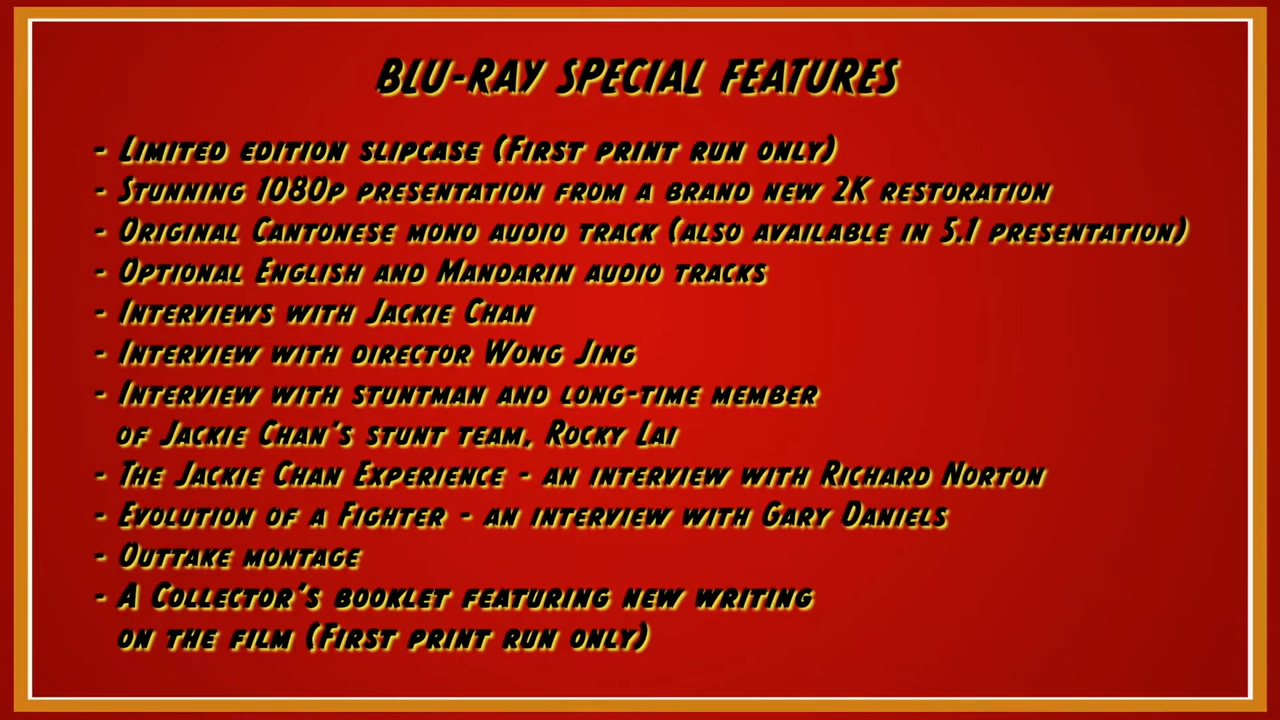 BLU-RAY SPECIAL FEATURES
- LIMITED EDITION SLIPCASE (FIRST PRINT RUN ONLY)
- STUNNING 1080P PRESENTATION FROM A BRAND NEW 2K RESTORATION
- ORIGINAL CANTONESE MONO AUDIO TRACK (ALSO AVAILABLE IN 5.1 PRESENTATION)
- OPTIONAL ENGLISH AND MANDARIN AUDIO TRACKS
- INTERVIEWS WITH JACKIE CHAN
- INTERVIEW WITH DIRECTOR WONG JING
- INTERVIEW WITH STUNTMAN AND LONG-TIME MEMBER
OF JACKIE CHAN'S STUNT TEAM, ROCKY LAI
- THE JACKIE CHAN EXPERIENCE - AN INTERVIEW WITH RICHARD NORTON
- EVOLUTION OF A FIGHTER - AN INTERVIEW WITH GARY DANIELS
- OUTTAKE MONTAGE
- A COLLECTOR'S BOOKLET FEATURING NEW WRITING
ON THE FILM (FIRST PRINT RUN ONLY)